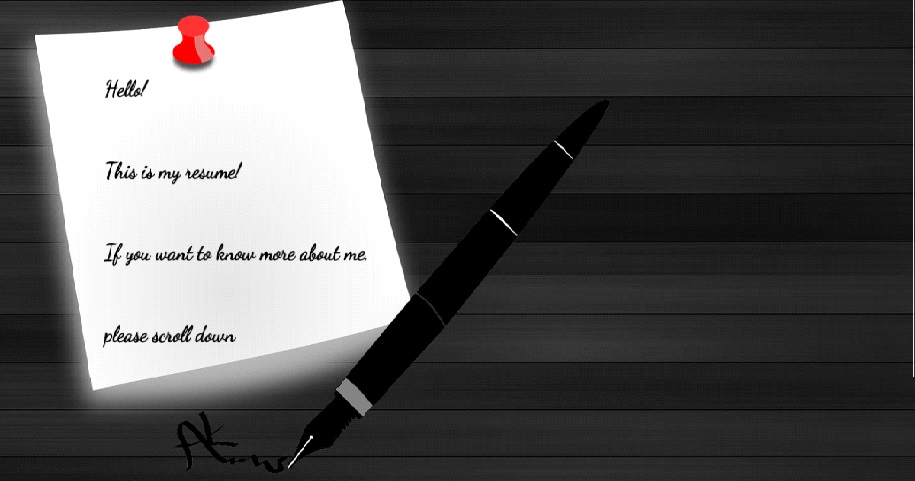 Hello!
This is my resume!
If you want to know more about me.
please scroll down